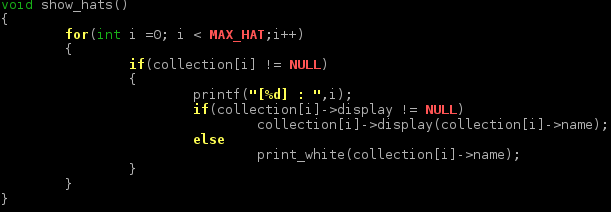 void show_hats()
{
        for(int i =0; i < MAX_HAT;i++)
        {
                if(collection[i] != NULL)
                {
                        printf("[%d] : ",i);
                        if(collection[i]->display != NULL)
                                collection[i]->display(collection[i]->name);
                        else
                                print_white(collection[i]->name);
                }
        }
}